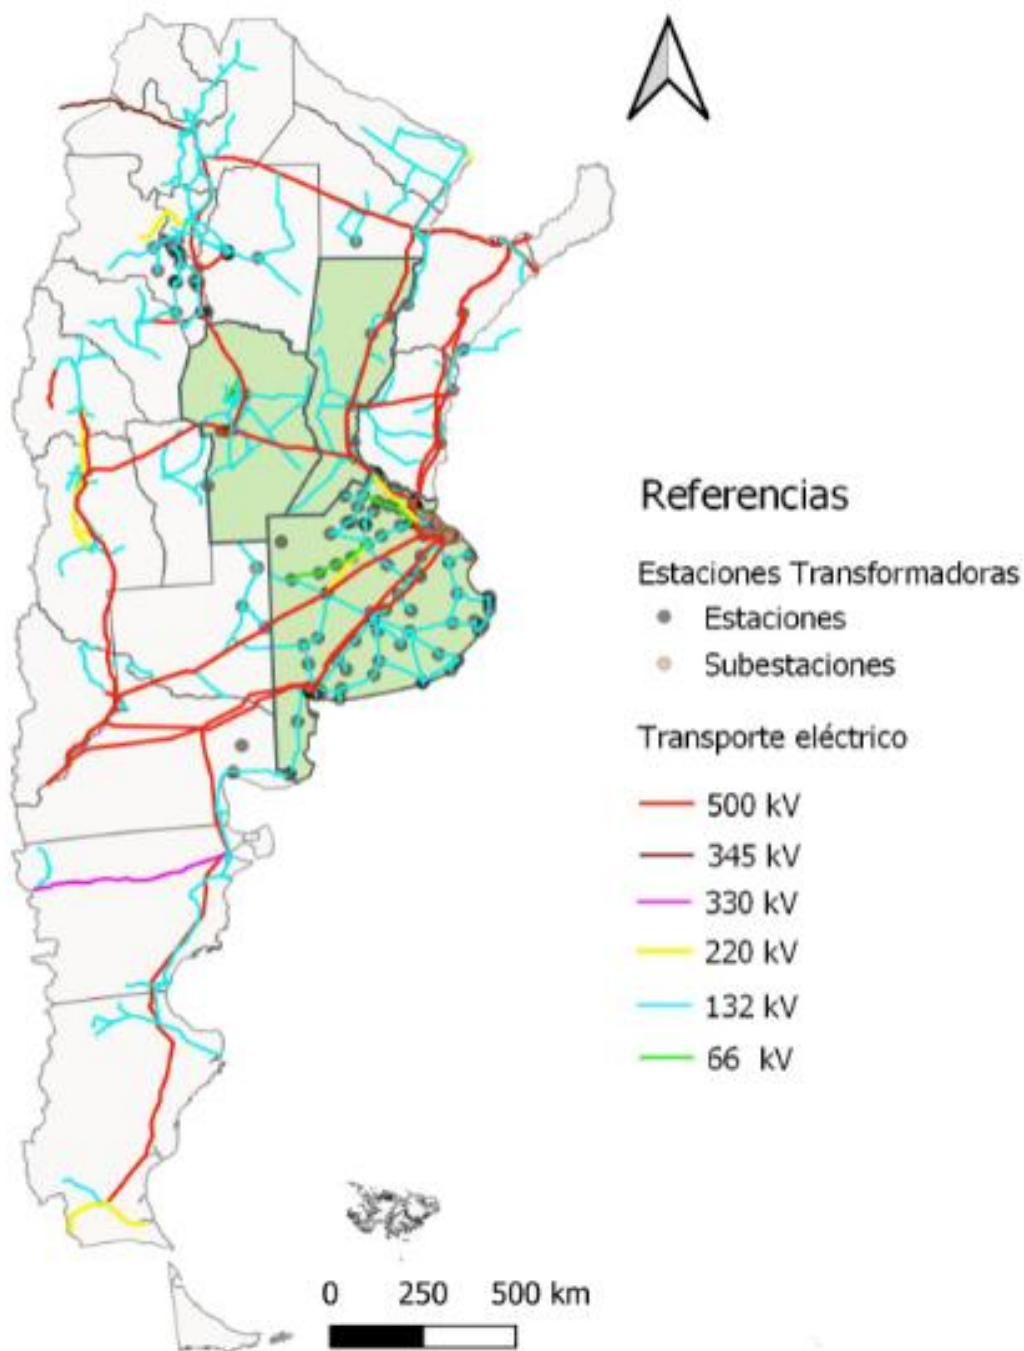 Referencias
Estaciones Transformadoras
Estaciones
Subestaciones
Transporte eléctrico
500 kV
345 kV
330 kV
220 kV
132 kV
66 kV
0 250 500 km